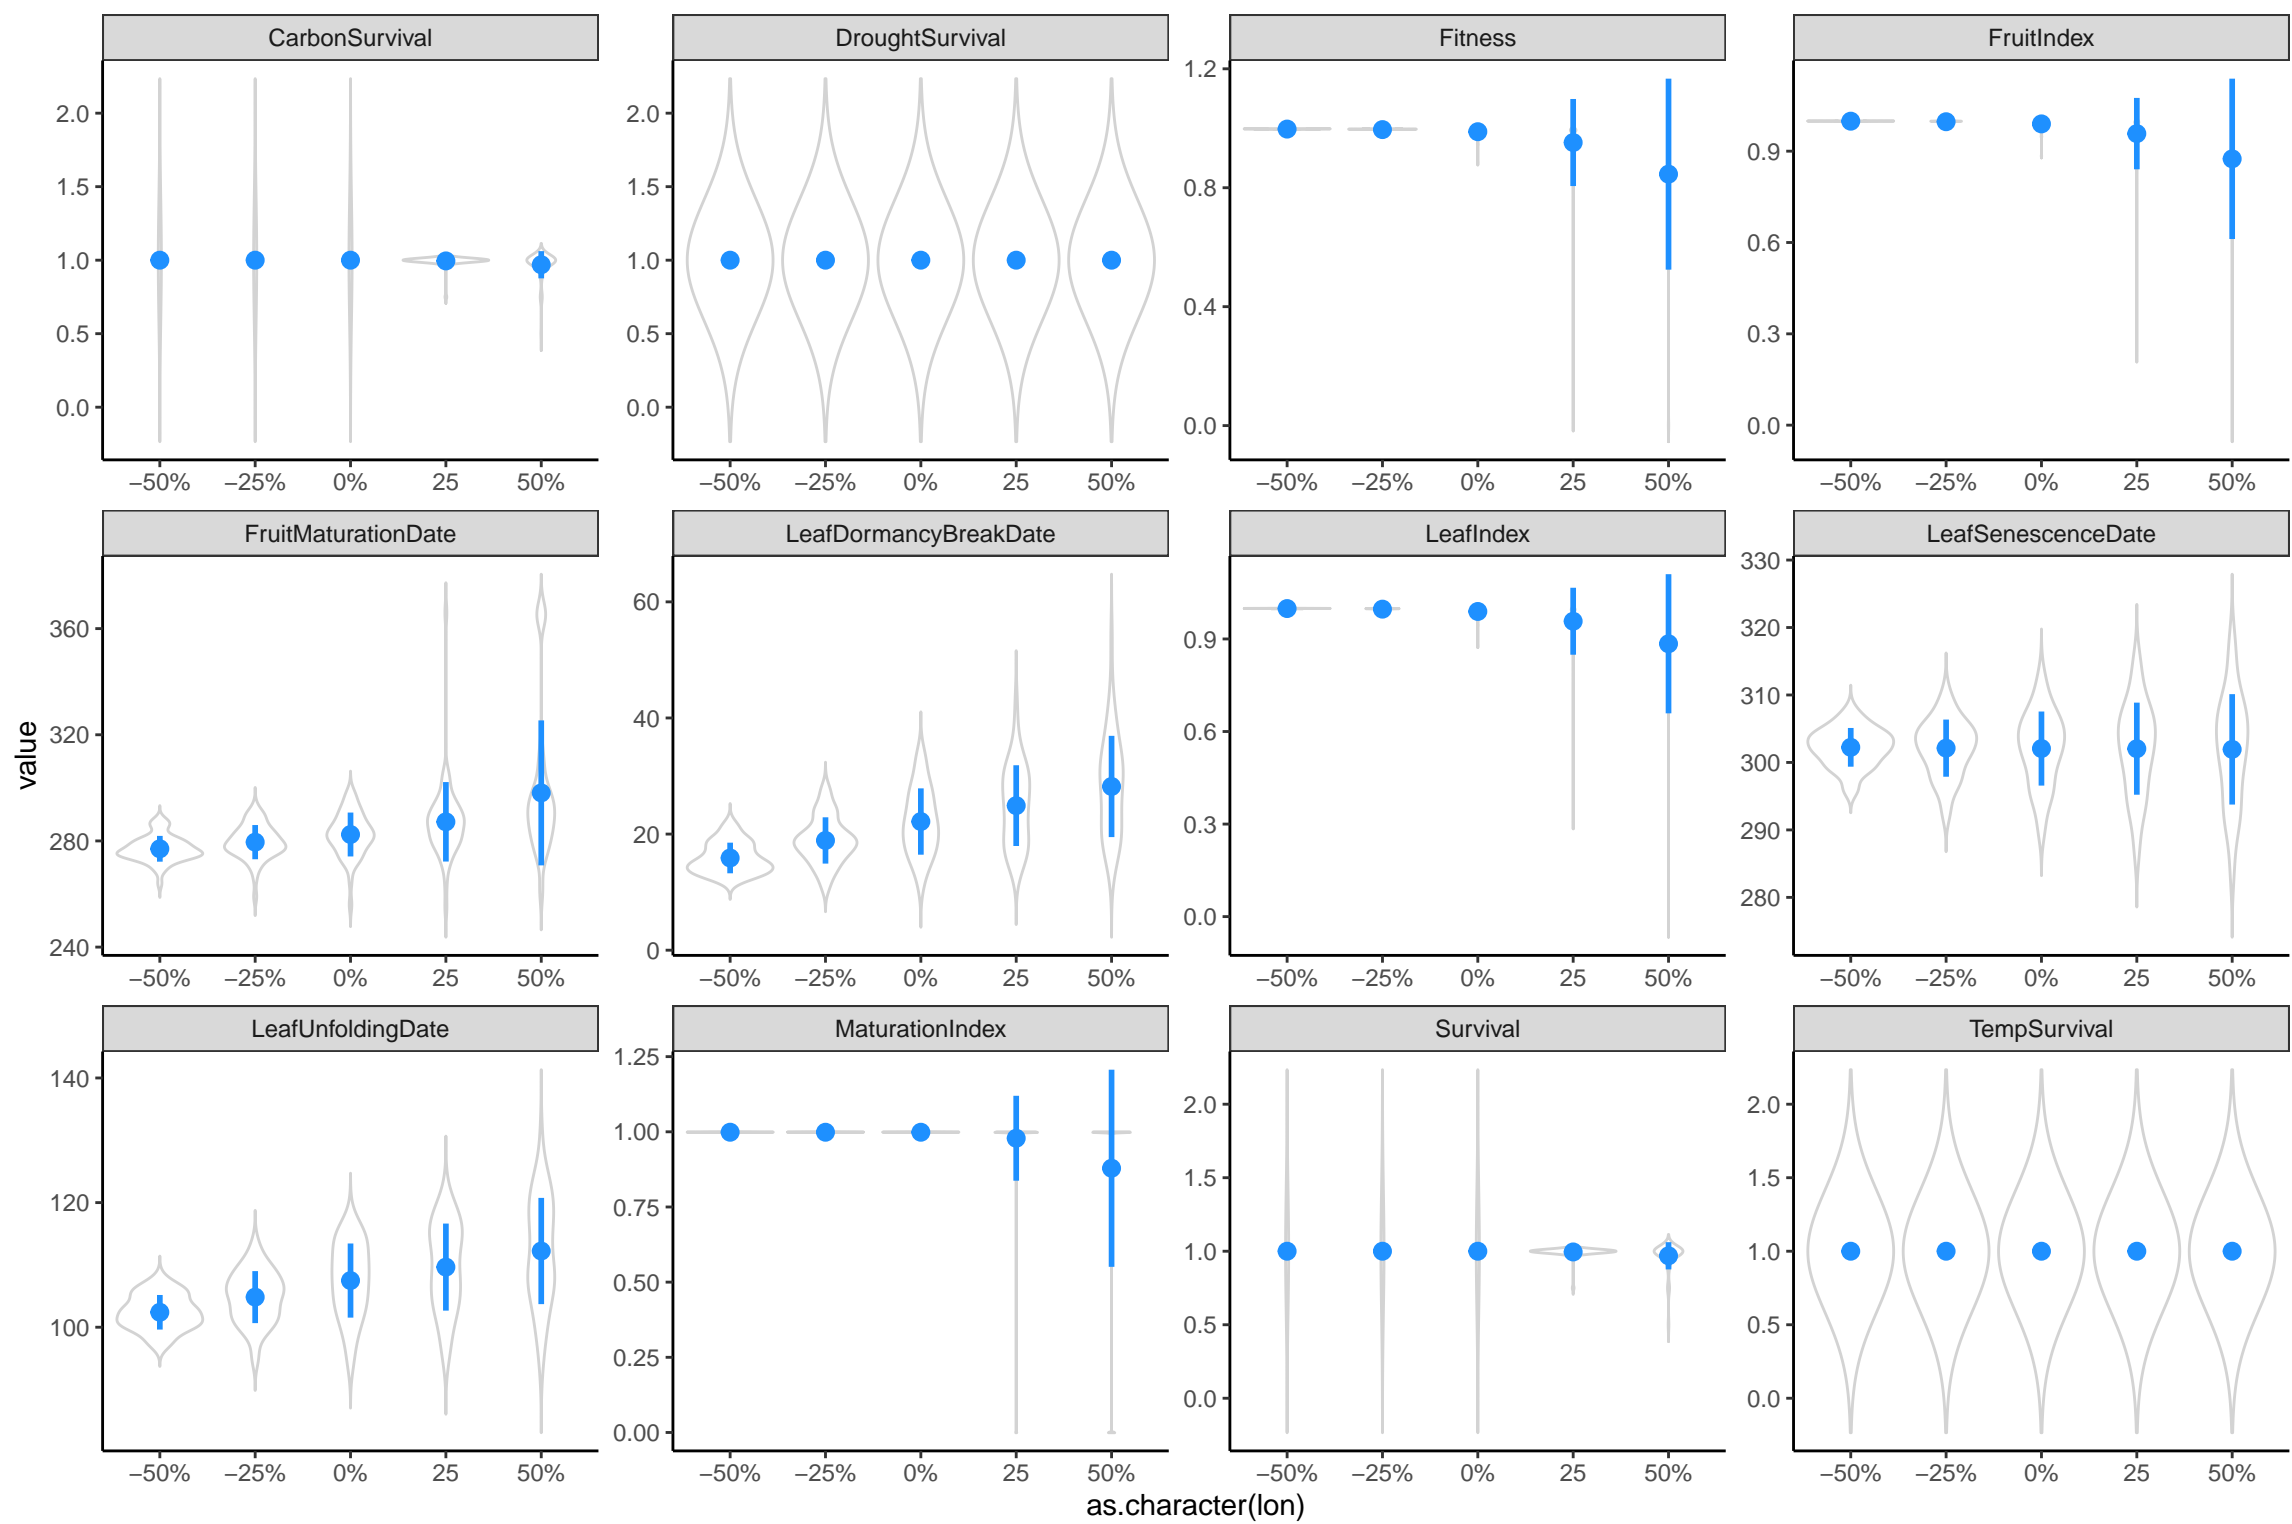 CarbonSurvival DroughtSurvival Fitness FruitIndex
2.0 1.5 1.0 0.5 0.0
2.0 1.5 1.0 0.5 0.0
1.2 0.8 0.4 0.0
0.9 0.6 0.3 0.0
−50% −25% 0% 25 50% −50% −25% 0% 25 50% −50% −25% 0% 25 50% −50% −25% 0% 25 50%
FruitMaturationDate LeafDormancyBreakDate LeafIndex LeafSenescenceDate
value
360 320 280 240
60 40 20 0
0.9 0.6 0.3 0.0
330 320 310 300 290 280
−50% −25% 0% 25 50% −50% −25% 0% 25 50% −50% −25% 0% 25 50% −50% −25% 0% 25 50%
LeafUnfoldingDate MaturationIndex Survival TempSurvival
140 120 100
1.25 1.00 0.75 0.50 0.25 0.00
2.0 1.5 1.0 0.5 0.0
2.0 1.5 1.0 0.5 0.0
−50% −25% 0% 25 50% −50% −25% 0% 25 50% −50% −25% 0% 25 50% −50% −25% 0% 25 50%
as.character(lon)